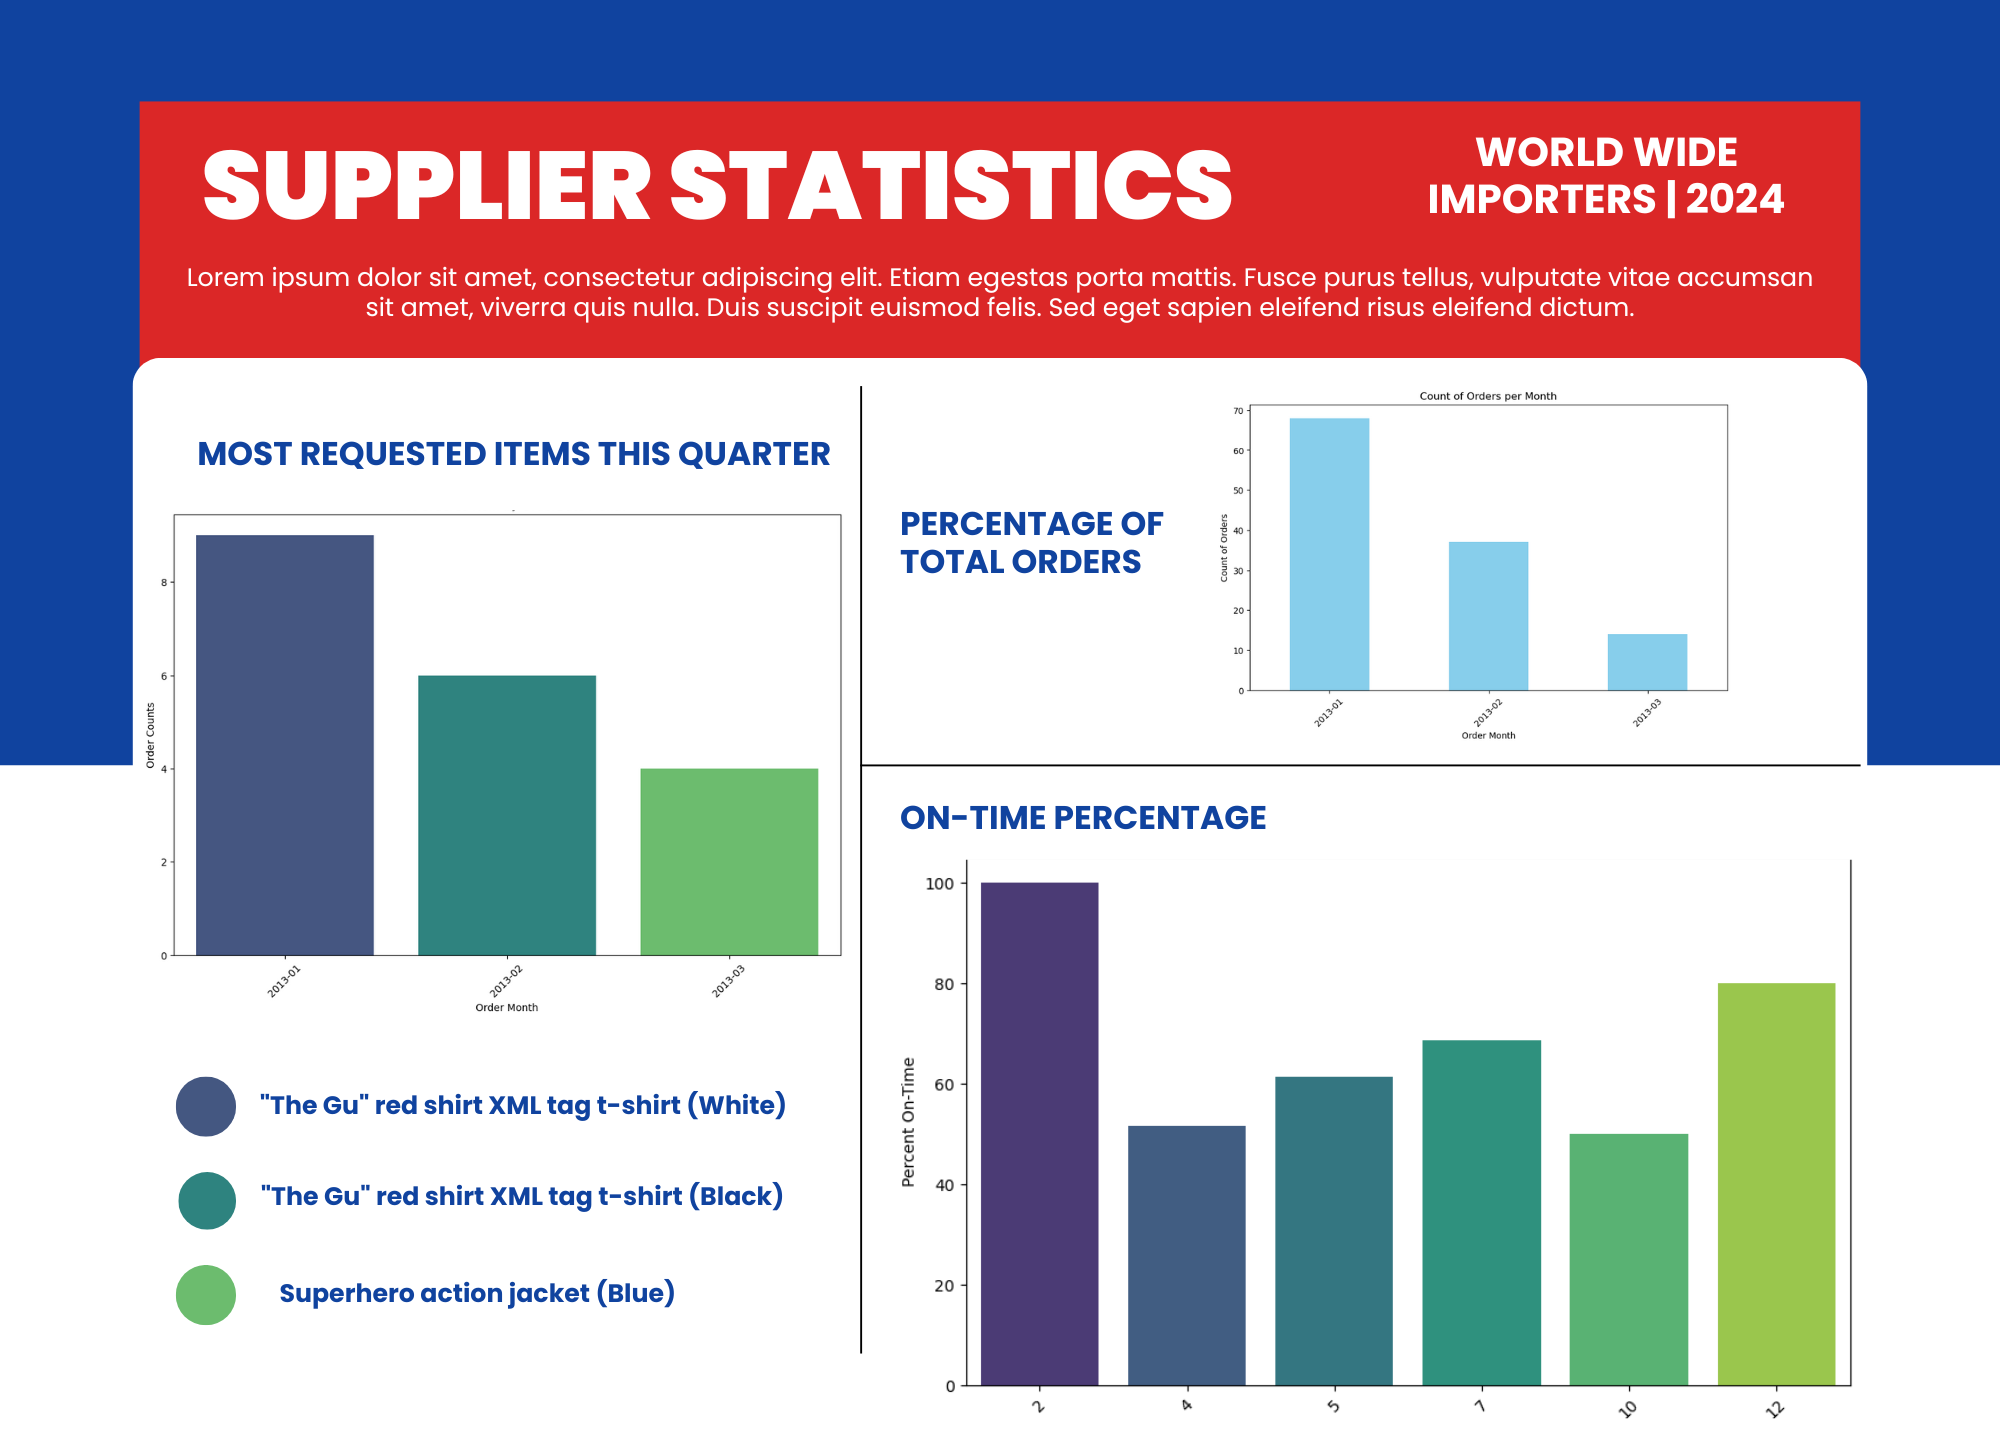 SUPPLIER STATISTICS
WORLD WIDE
IMPORTERS | 2024
Lorem ipsum dolor sit amet, consectetur adipiscing elit. Etiam egestas porta mattis. Fusce purus tellus, vulputate vitae accumsan
sit amet, viverra quis nulla. Duis suscipit euismod felis. Sed eget sapien eleifend risus eleifend dictum.
MOST REQUESTED ITEMS THIS QUARTER
Order Counts
8
6
4
2
0
2013-01
2013-02
2013-03
Order Month
"The Gu" red shirt XML tag t-shirt (White)
"The Gu" red shirt XML tag t-shirt (Black)
Superhero action jacket (Blue)
PERCENTAGE OF
TOTAL ORDERS
Count of Orders per Month
Count of Orders
70
60
50
40
30
20
10
0
2013-01
2013-02
2013-03
Order Month
ON-TIME PERCENTAGE
Percent On-Time
100
80
60
40
20
0
2
4
5
7
10
12